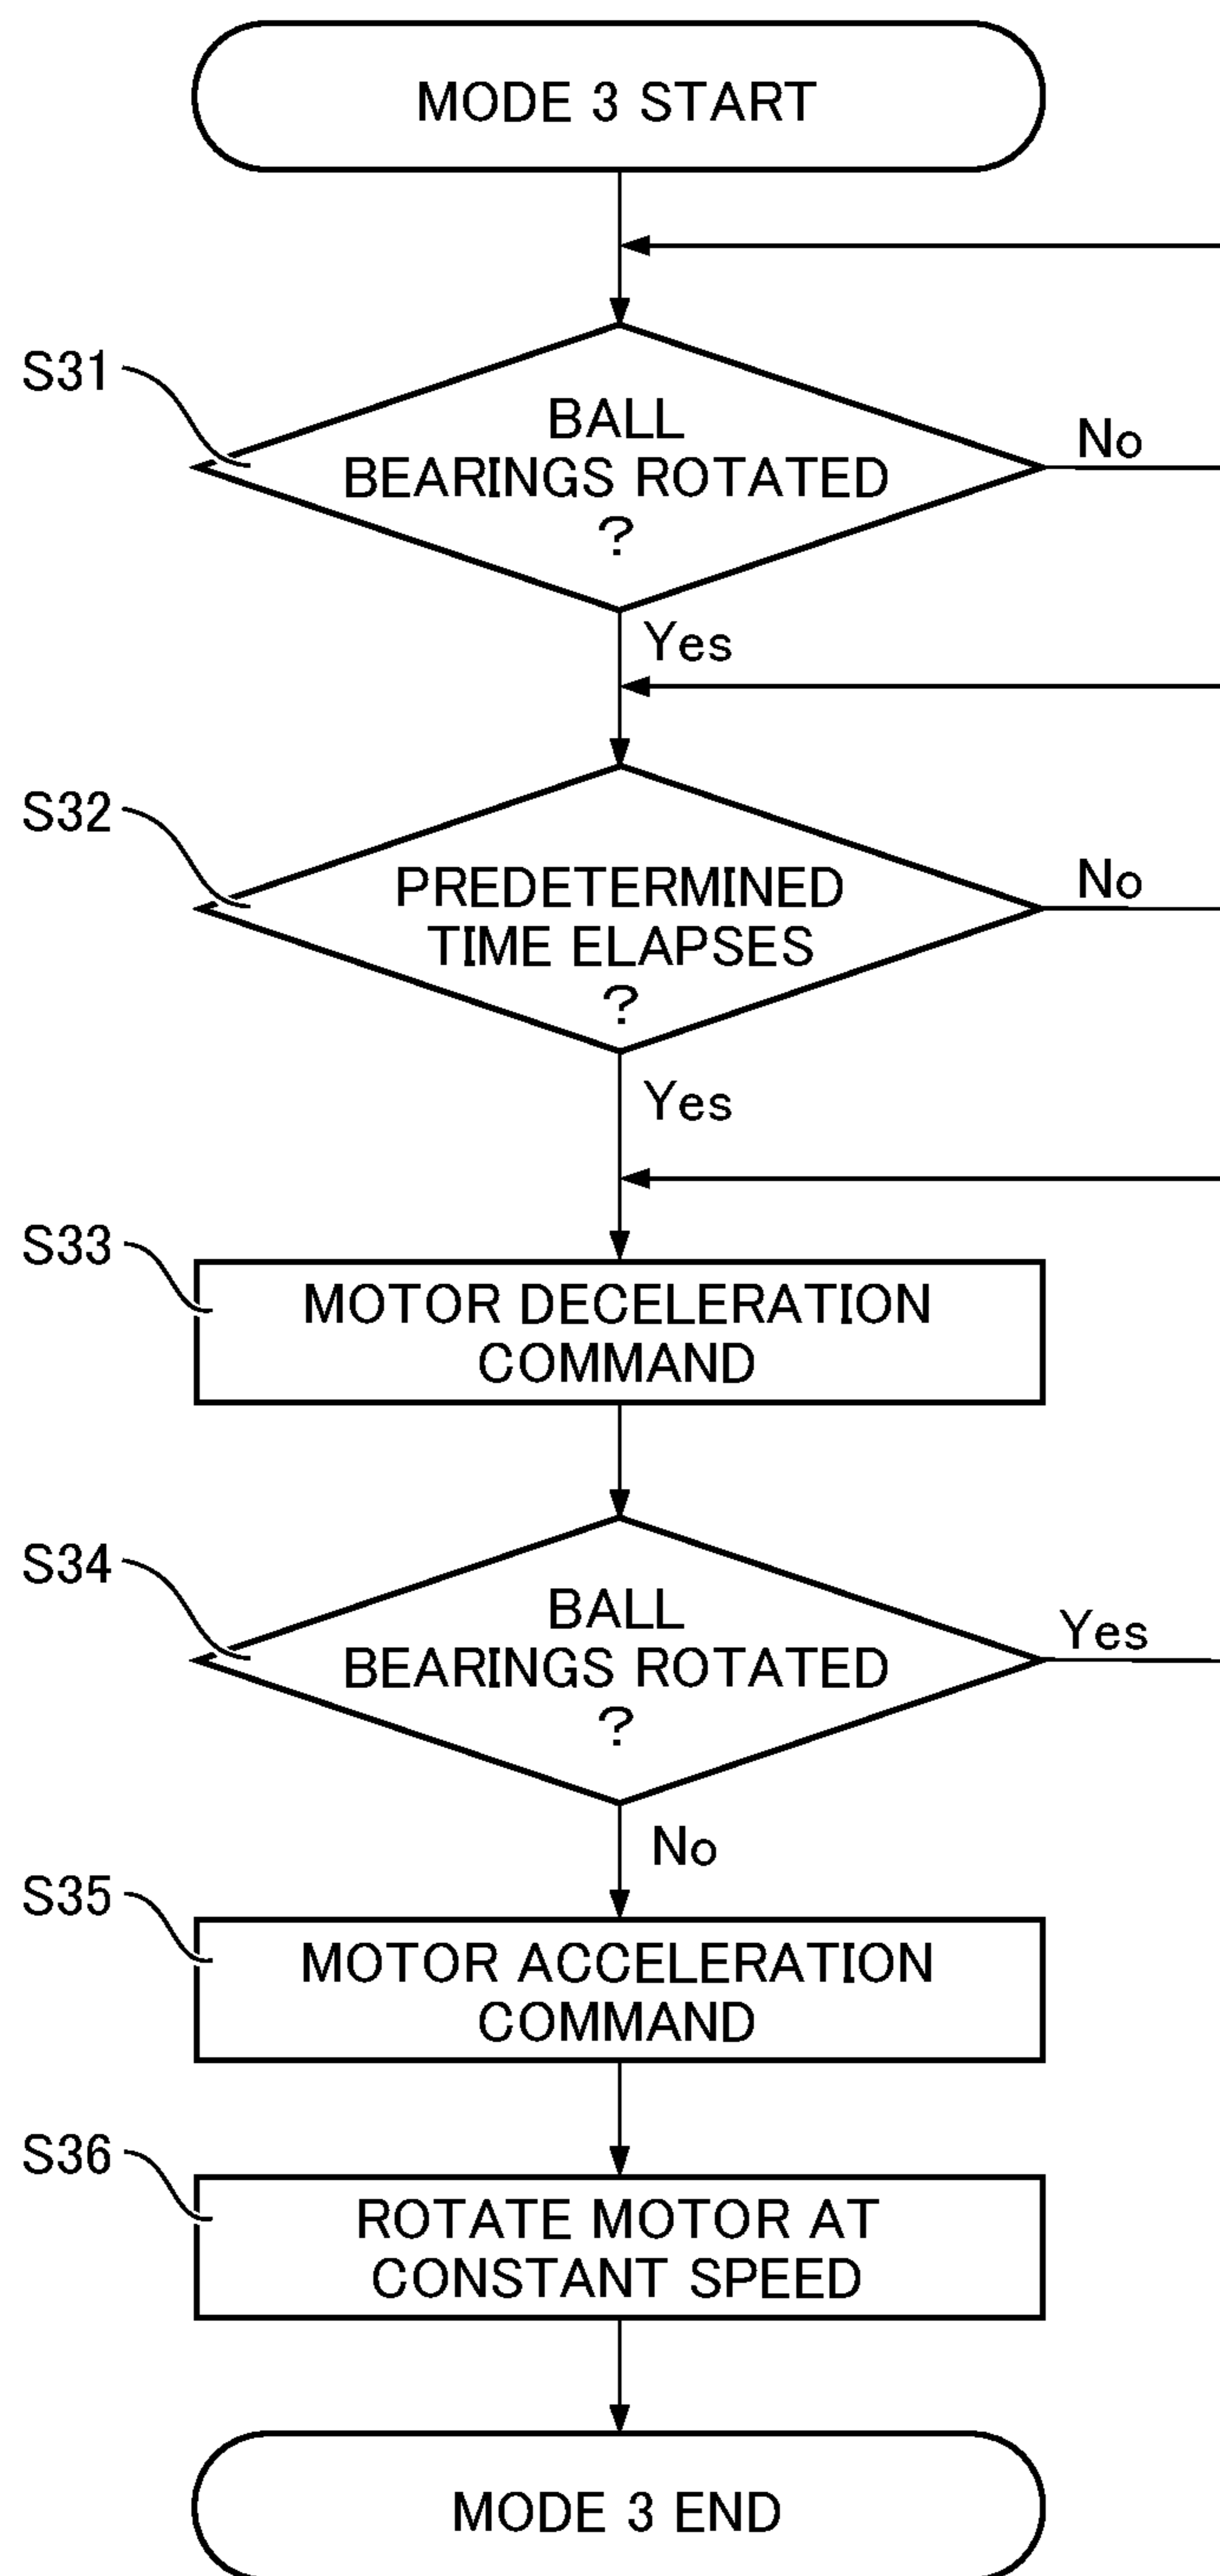 MODE 3 START
S31
BALL
BEARINGS ROTATED
?
No
Yes
S32
PREDETERMINED
TIME ELAPSES
?
No
Yes
S33
MOTOR DECELERATION
COMMAND
S34
BALL
BEARINGS ROTATED
?
Yes
No
S35
MOTOR ACCELERATION
COMMAND
S36
ROTATE MOTOR AT
CONSTANT SPEED
MODE 3 END